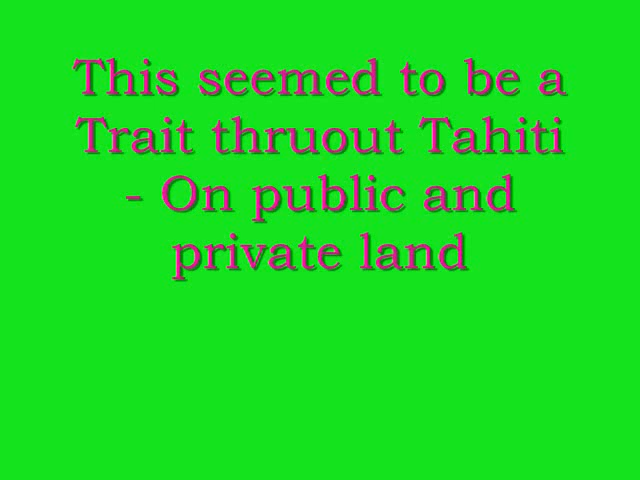 This seemed to be a
Trait thruout Tahiti
- On public and
private land